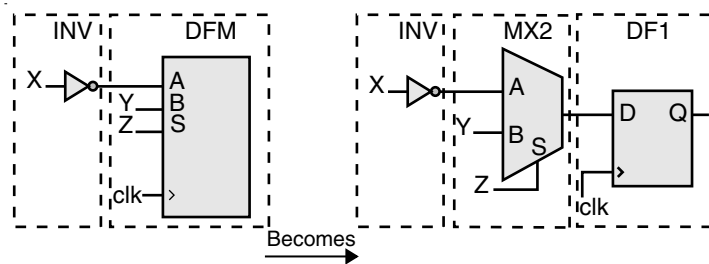 INV DFM INV MX2 DF1
X A X A
Y B Y B D Q
Z S S
Z
clk clk
Becomes